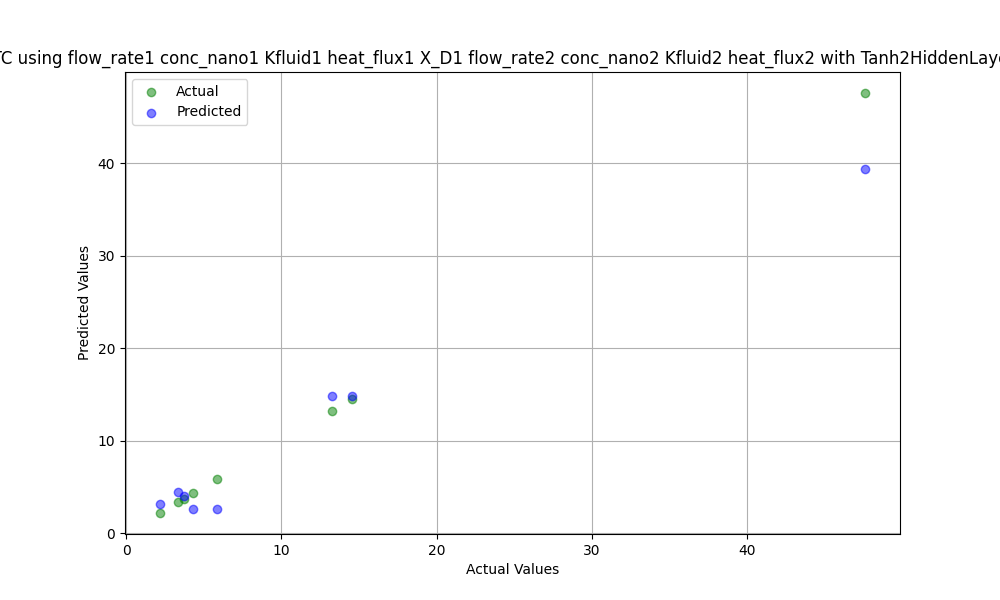 TC using flow_rate1 conc_nano1 Kfluid1 heat_flux1 X_D1 flow_rate2 conc_nano2 Kfluid2 heat_flux2 with Tanh2HiddenLaye
Actual
Predicted
40
30
20
10
0
Predicted Values
0 10 20 30 40
Actual Values